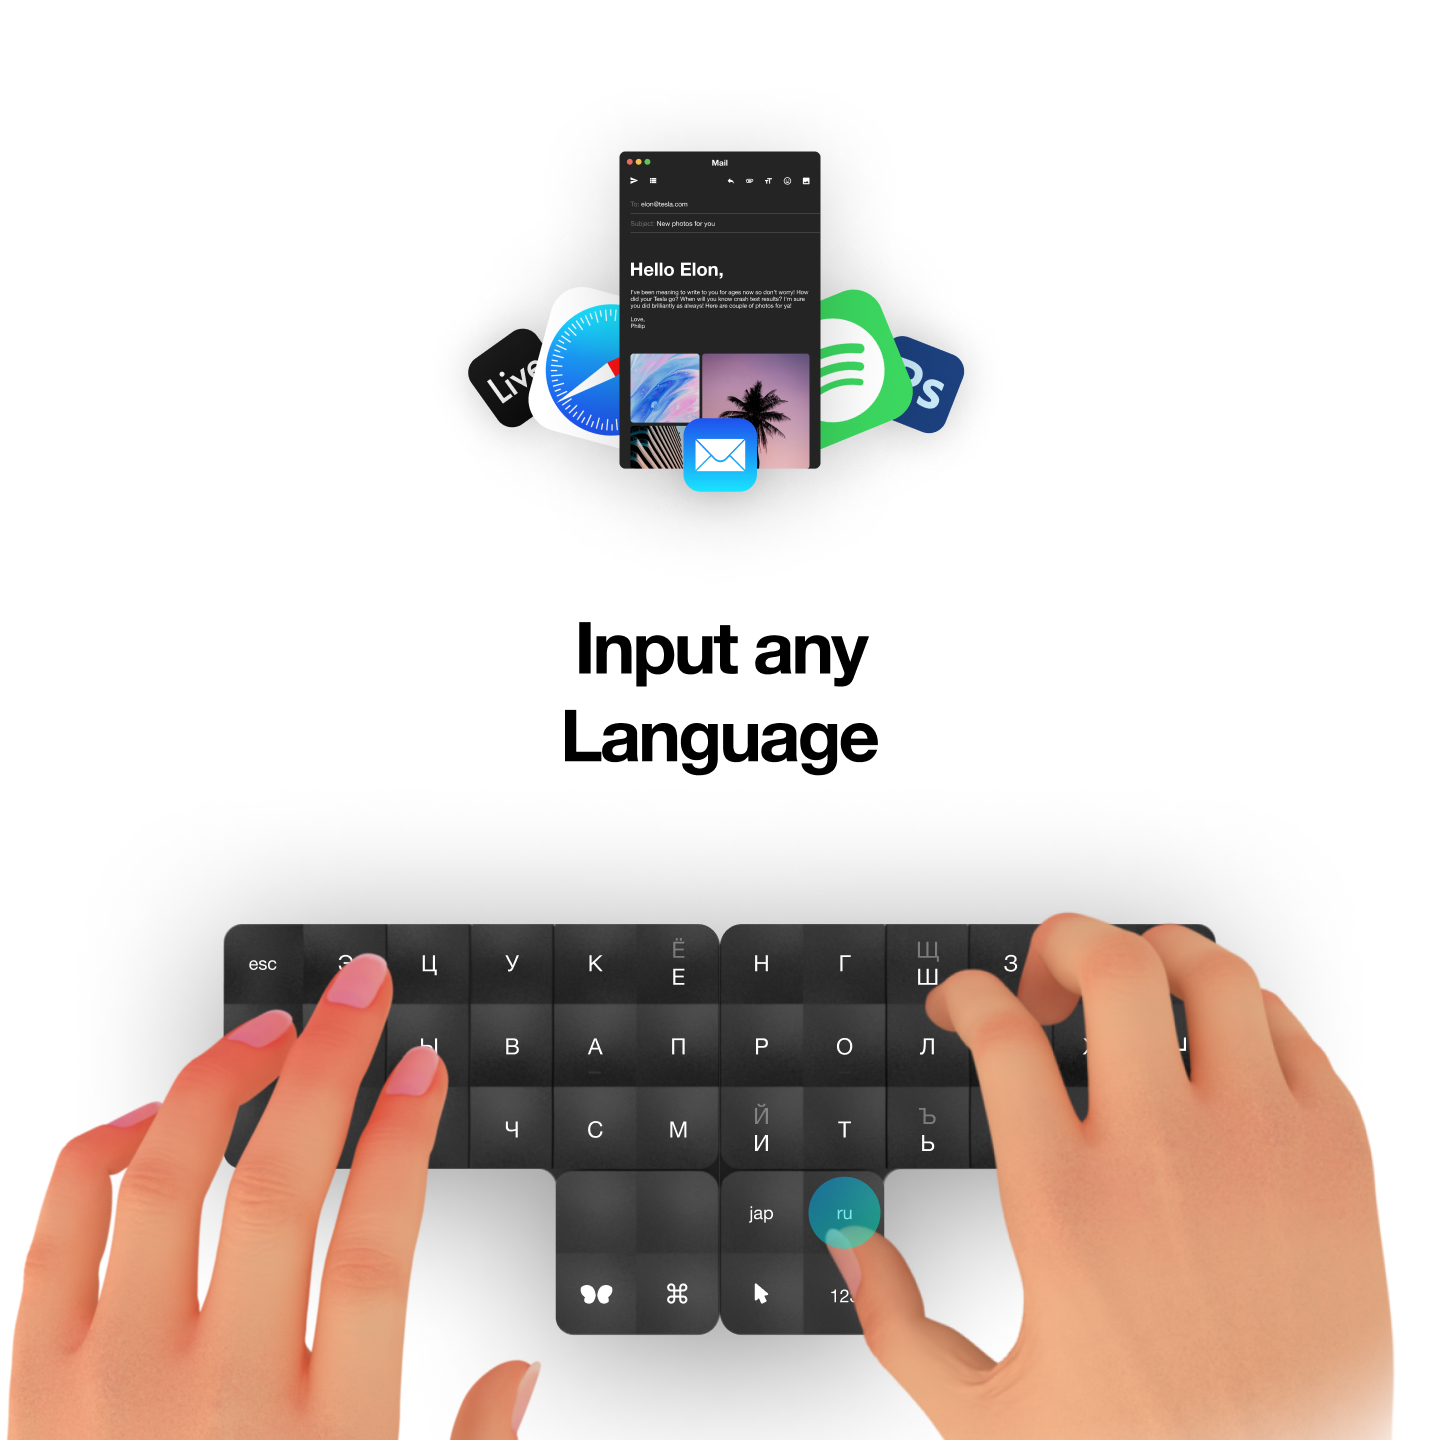 Mail
To: elon@tesla.com
Subject: New photos for you
Hello Elon,
I've been meaning to write to you for ages now so don't worry! How
did your Tesla go? When will you know crash test results? I'm sure
you did brilliantly as always! Here are couple of photos for ya!
Love,
Philip
Live
Input any
Language
esc Э Ц У К Ё Е Н Г Щ Ш З
Ы В А П Р О Л
Ч С М Й И Т Ъ Ь
jap ru